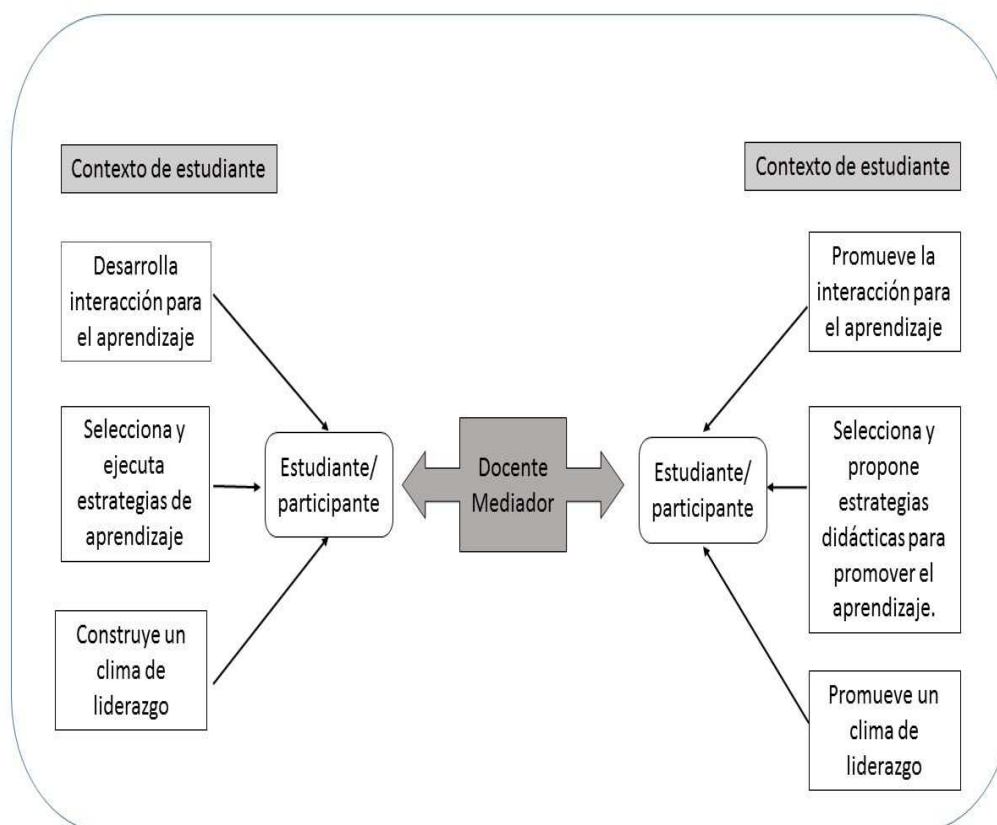 Contexto de estudiante
Contexto de estudiante
Desarrolla
interacción para
el aprendizaje
Promueve la
interacción para
el aprendizaje
Selecciona y
ejecuta
estrategias de
aprendizaje
Estudiante/
participante
Docente
Mediador
Estudiante/
participante
Selecciona y
propone
estrategias
didácticas para
promover el
aprendizaje.
Construye un
clima de
liderazgo
Promueve un
clima de
liderazgo